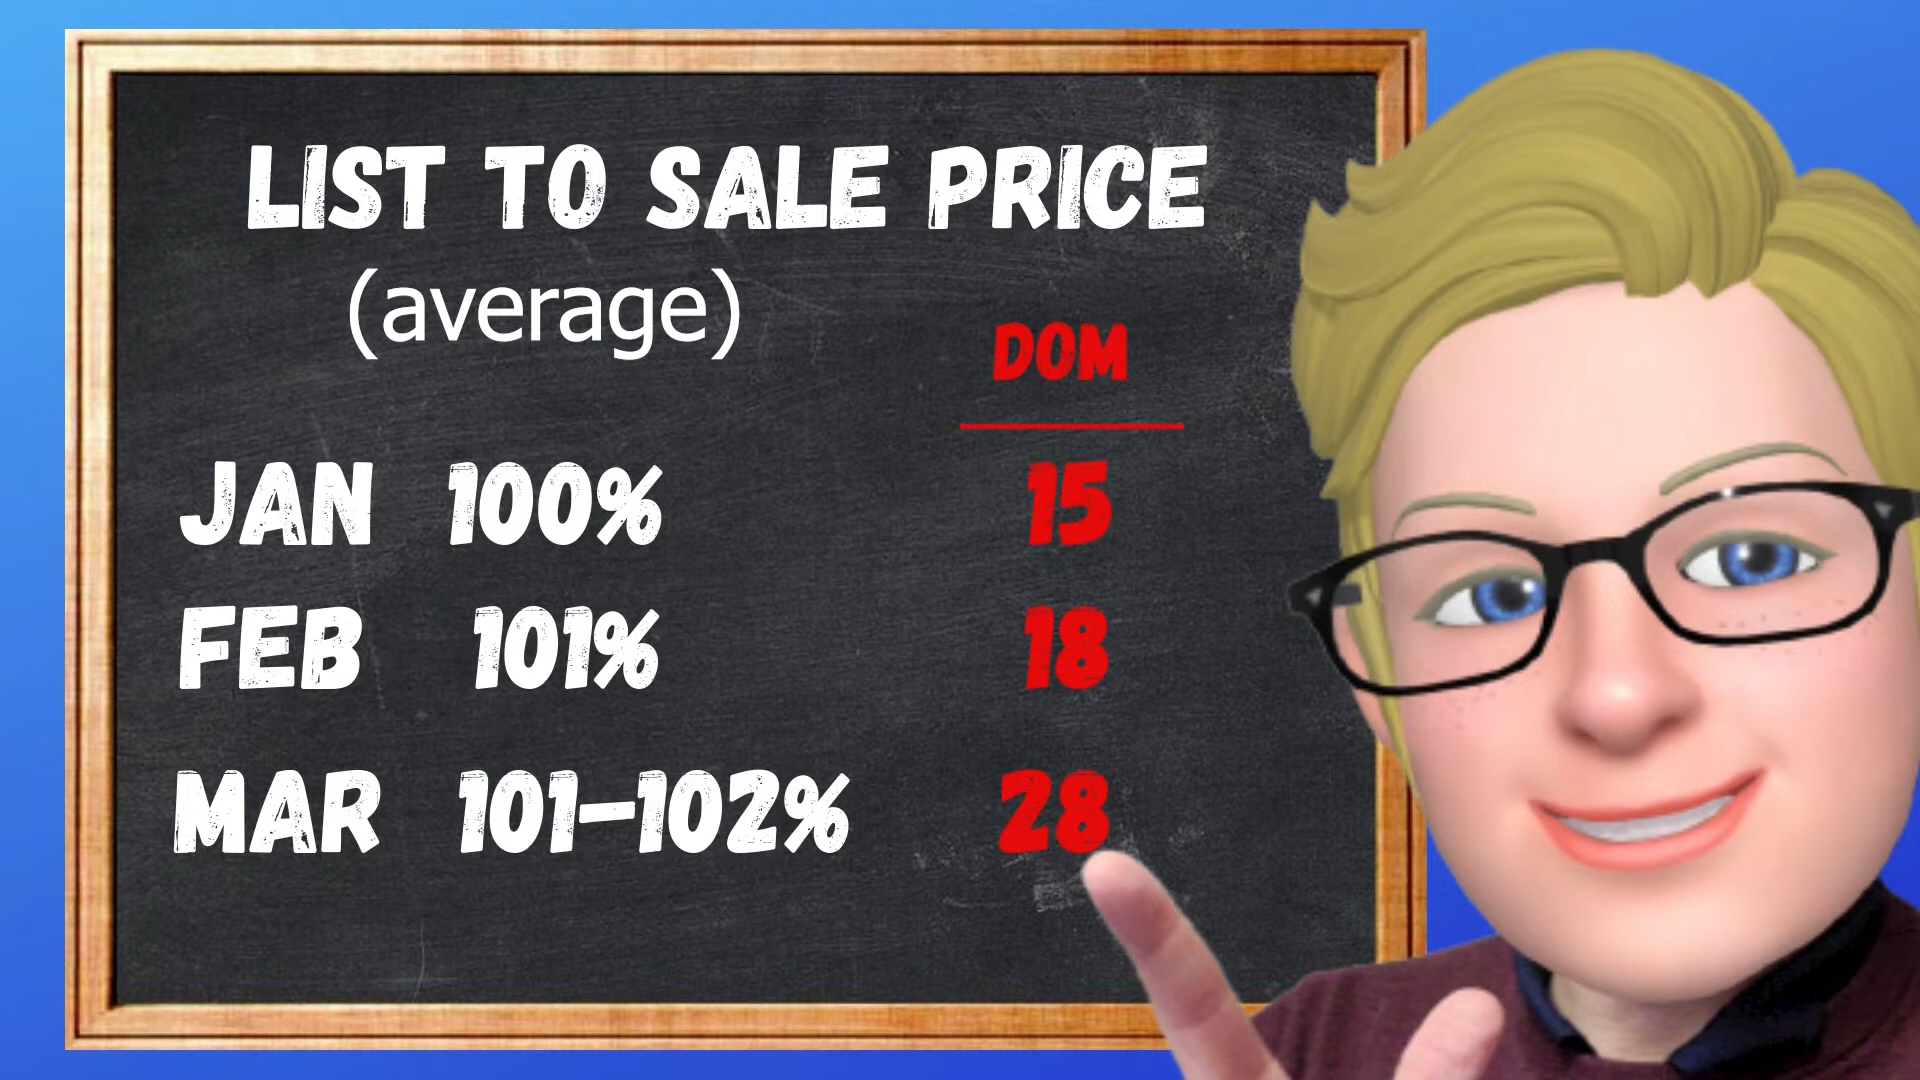 LIST TO SALE PRICE
(average)
DOM
JAN 100% 15
FEB 101% 18
MAR 101-102% 28